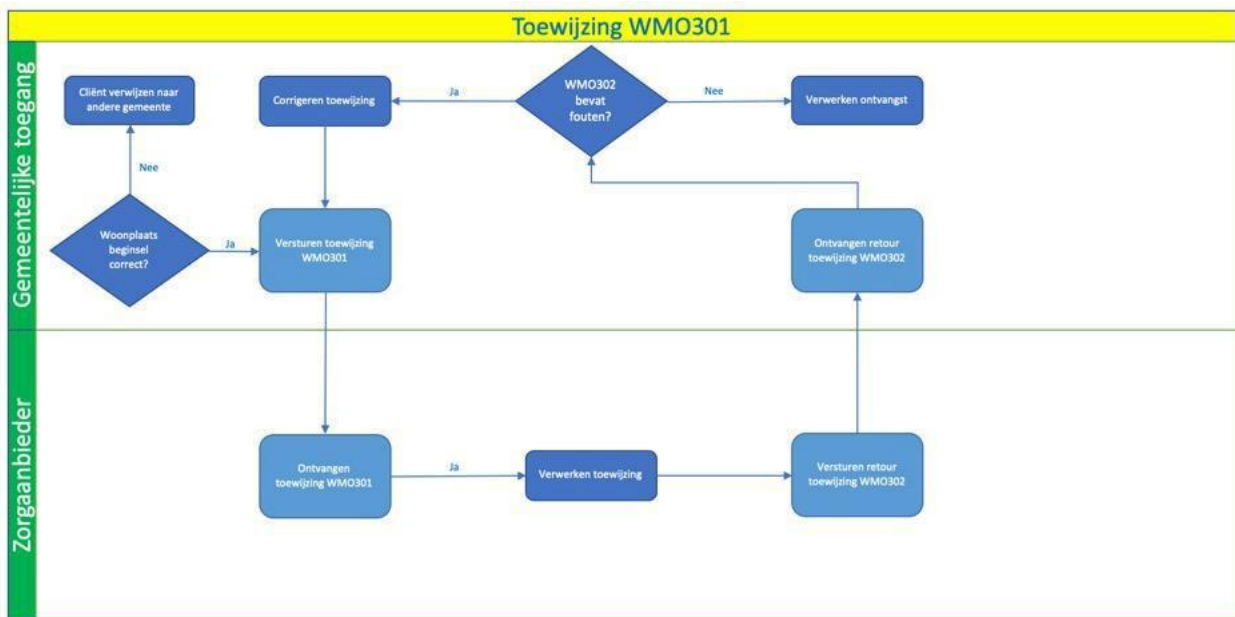 Toewijzing WMO301
Gemeentelijke toegang
Cliënt verwijzen naar
andere gemeente
Corrigeren toewijzing
Ja
WMO302
bevat
fouten?
Nee
Verwerken ontvangst
Nee
Woonplaats
beginsel
correct?
Ja
Versturen toewijzing
WMO301
Ontvangen retour
toewijzing WMO302
Zorgaanbieder
Ontvangen
toewijzing WMO301
Ja
Verwerken toewijzing
Versturen retour
toewijzing WMO302